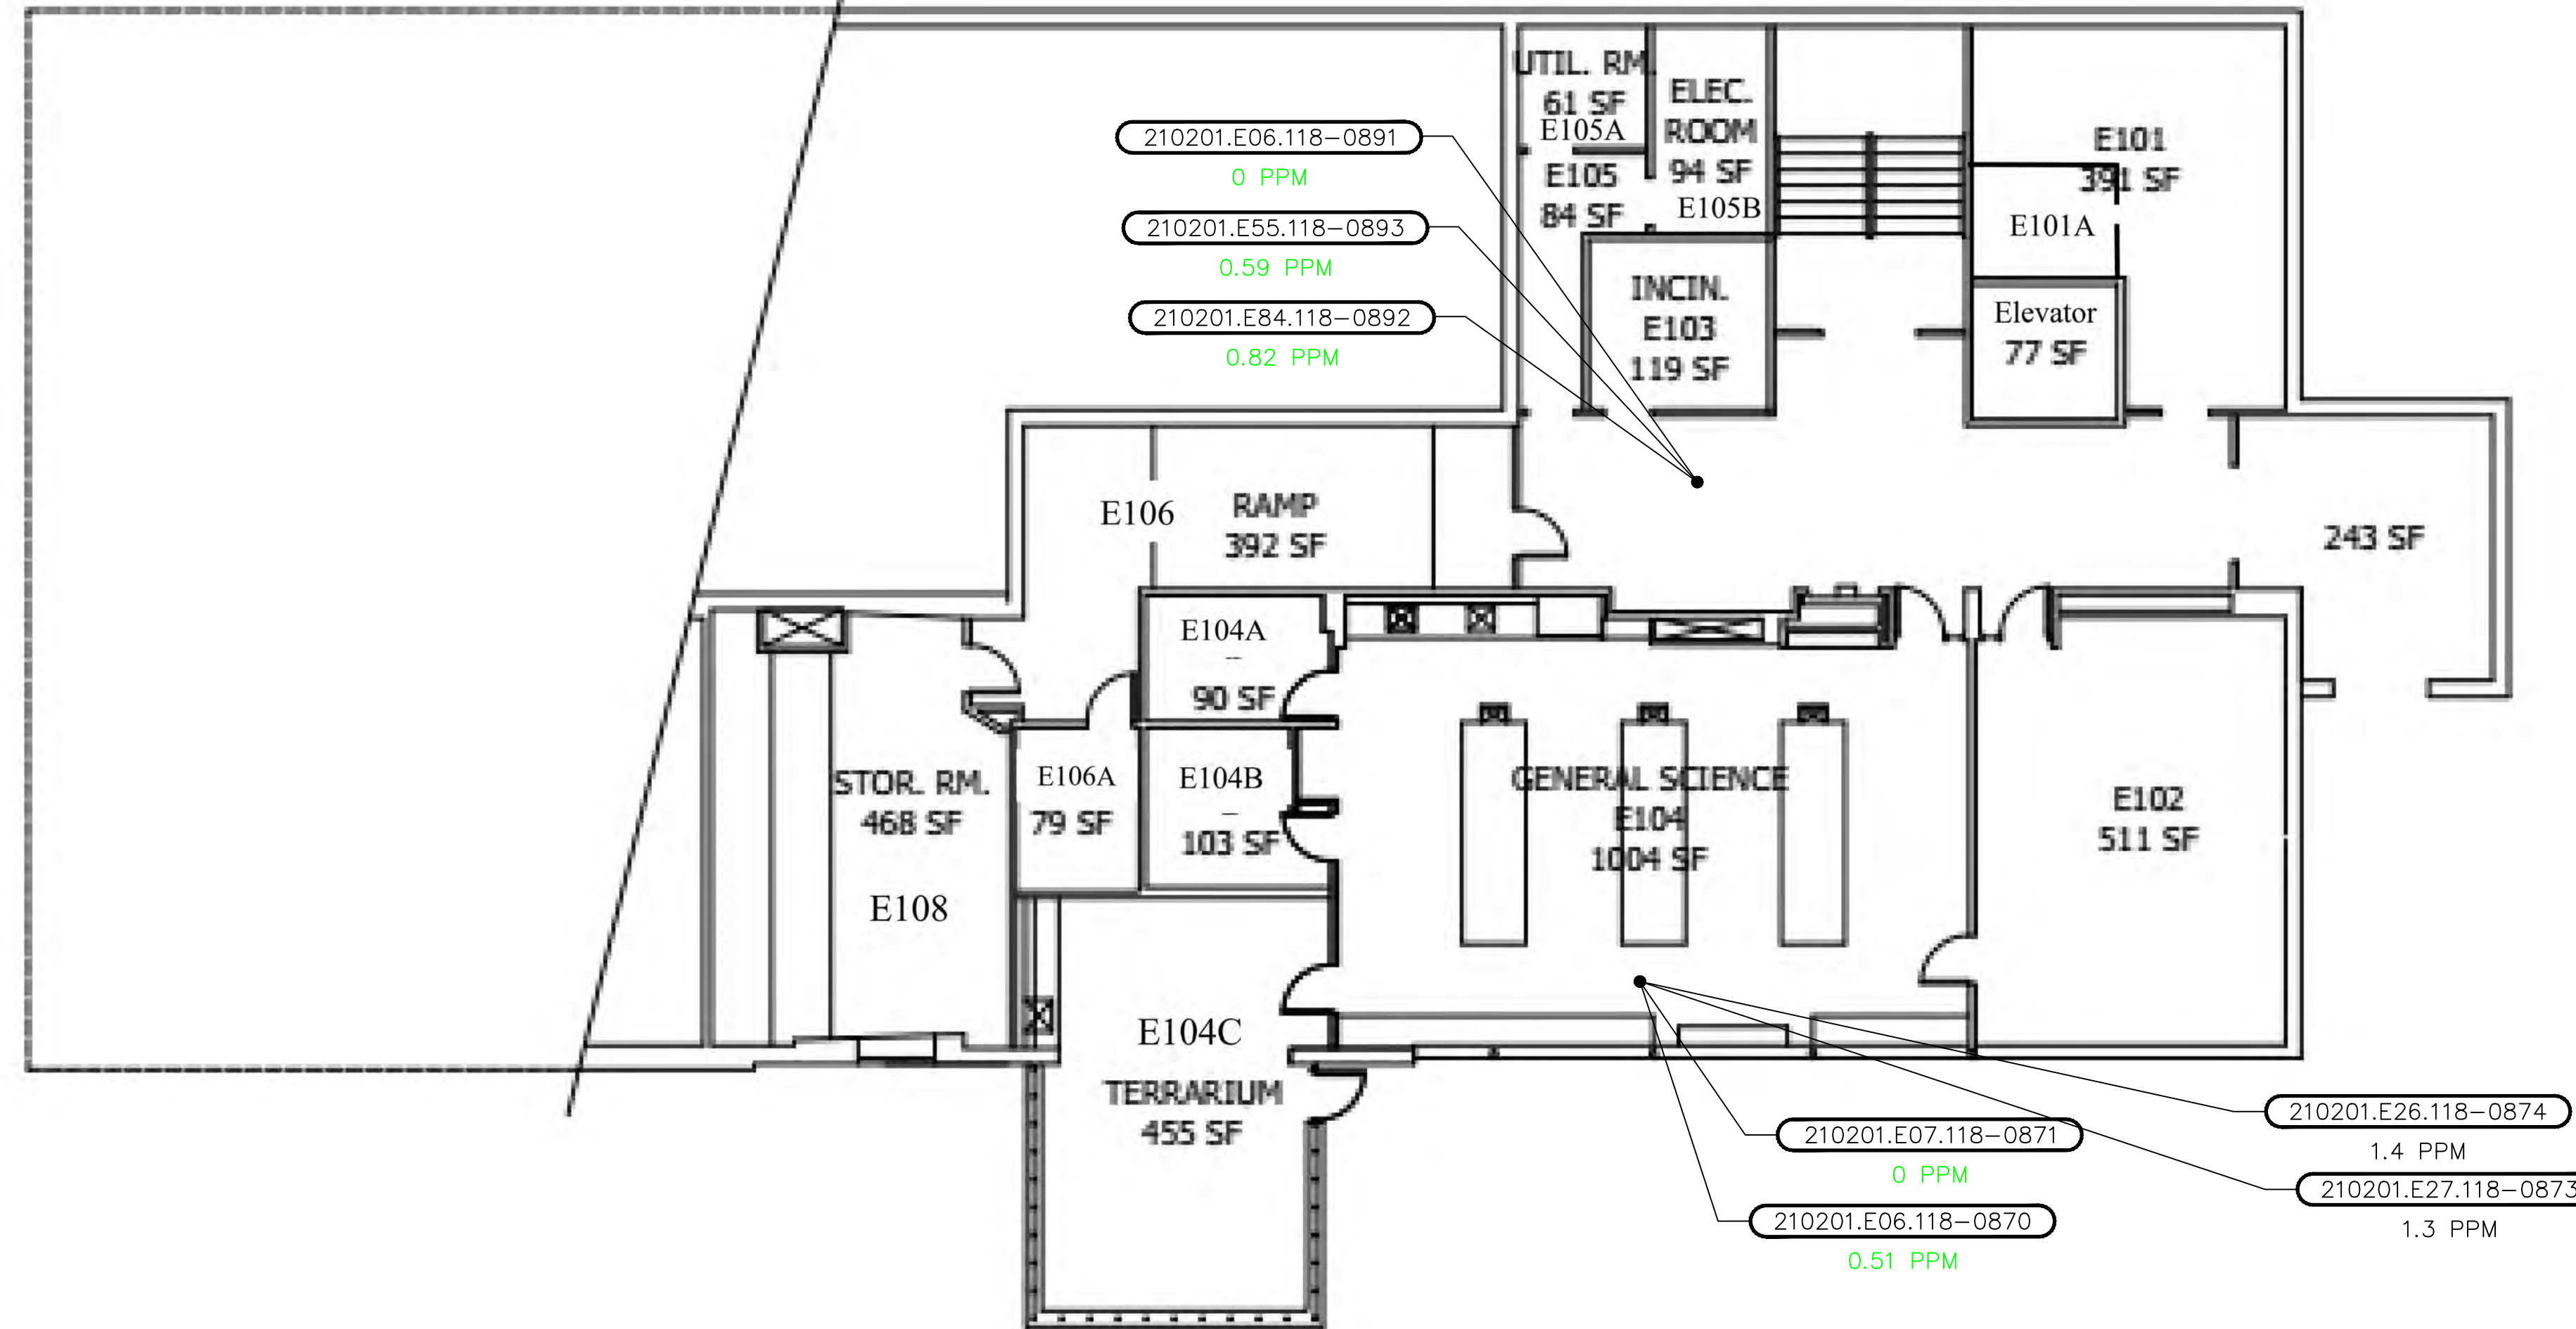 UTIL. RM.
61 SF
E105A
ELEC.
ROOM
94 SF
E105B
E105
84 SF
E101
391 SF
E101A
210201.E06.118-0891
0 PPM
210201.E55.118-0893
0.59 PPM
210201.E84.118-0892
0.82 PPM
INCIN.
E103
119 SF
Elevator
77 SF
E106
RAMP
392 SF
243 SF
E104A
-
90 SF
STOR. RM.
468 SF
E108
E106A
79 SF
E104B
-
103 SF
GENERAL SCIENCE
E104
1004 SF
E102
511 SF
E104C
TERRARIUM
455 SF
210201.E26.118-0874
1.4 PPM
210201.E07.118-0871
0 PPM
210201.E27.118-0873
1.3 PPM
210201.E06.118-0870
0.51 PPM